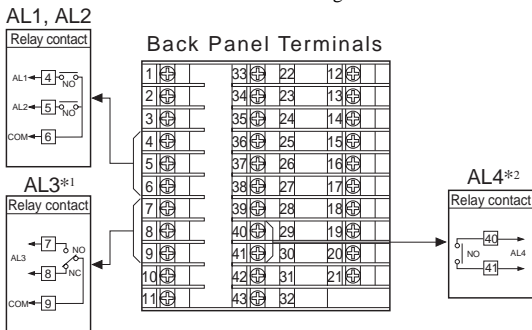 AL1, AL2
Relay contact
AL1 4 NO
AL2 5 NO
COM 6
AL3*1
Relay contact
7 NO
AL3
8 NC
COM 9
Back Panel Terminals
1 33 22 12
2 34 23 13
3 35 24 14
4 36 25 15
5 37 26 16
6 38 27 17
7 39 28 18
8 40 29 19
9 41 30 20
10 42 31 21
11 43 32
AL4*2
Relay contact
40
NO AL4
41